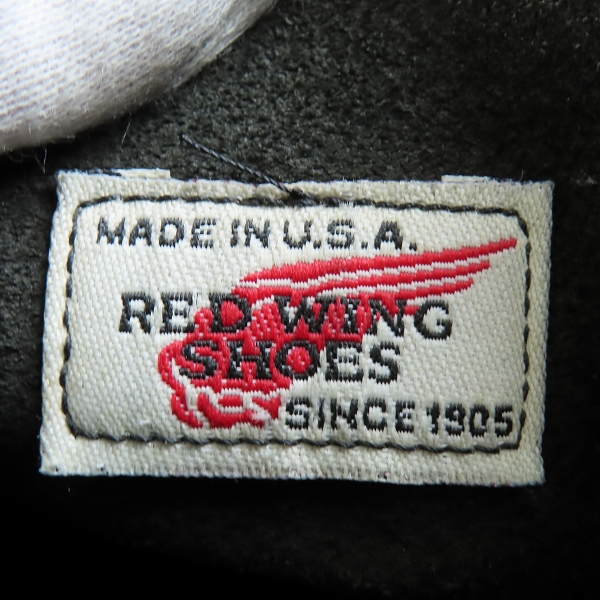 MADE IN U.S.A.
RED WING
SHOES
SINCE 1905